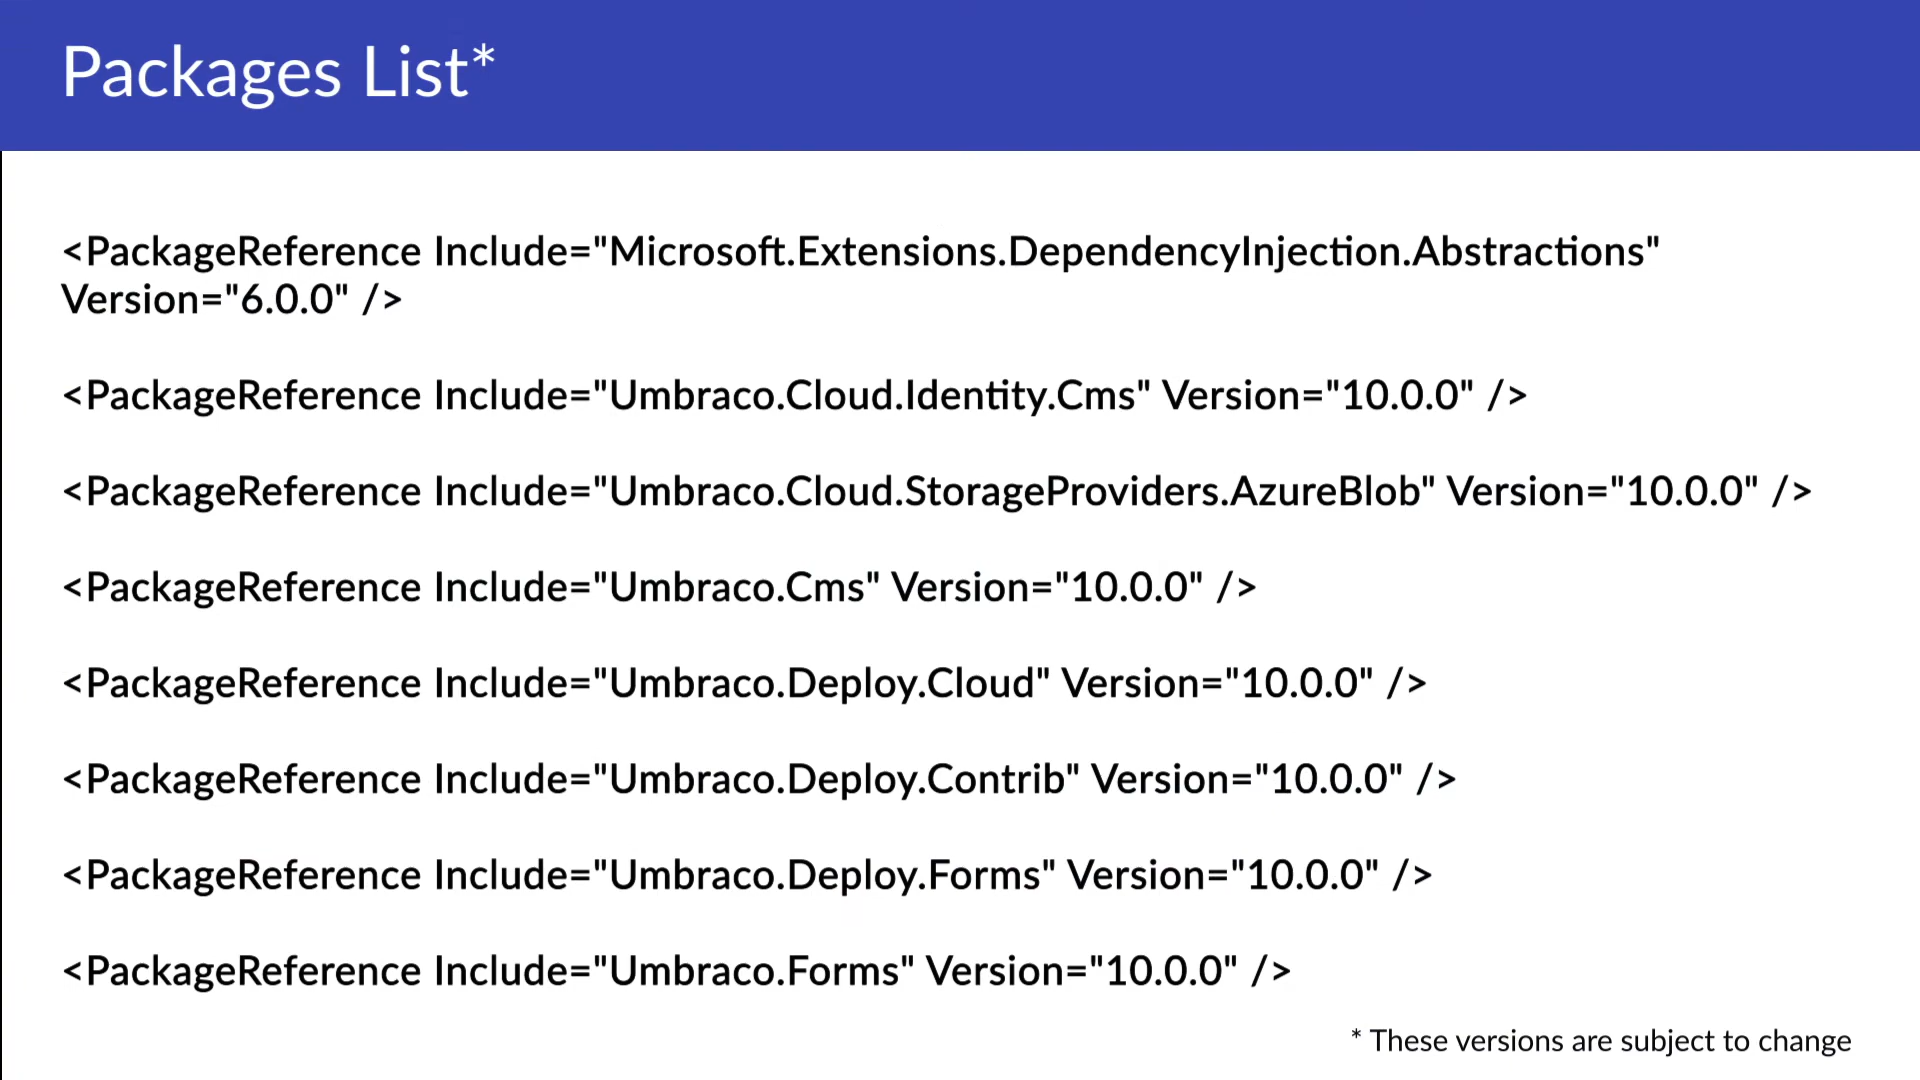 Packages List*
<PackageReference Include="Microsoft.Extensions.DependencyInjection.Abstractions"
Version="6.0.0" />
<PackageReference Include="Umbraco.Cloud.Identity.Cms" Version="10.0.0" />
<PackageReference Include="Umbraco.Cloud.StorageProviders.AzureBlob" Version="10.0.0" />
<PackageReference Include="Umbraco.Cms" Version="10.0.0" />
<PackageReference Include="Umbraco.Deploy.Cloud" Version="10.0.0" />
<PackageReference Include="Umbraco.Deploy.Contrib" Version="10.0.0" />
<PackageReference Include="Umbraco.Deploy.Forms" Version="10.0.0" />
<PackageReference Include="Umbraco.Forms" Version="10.0.0" />
* These versions are subject to change